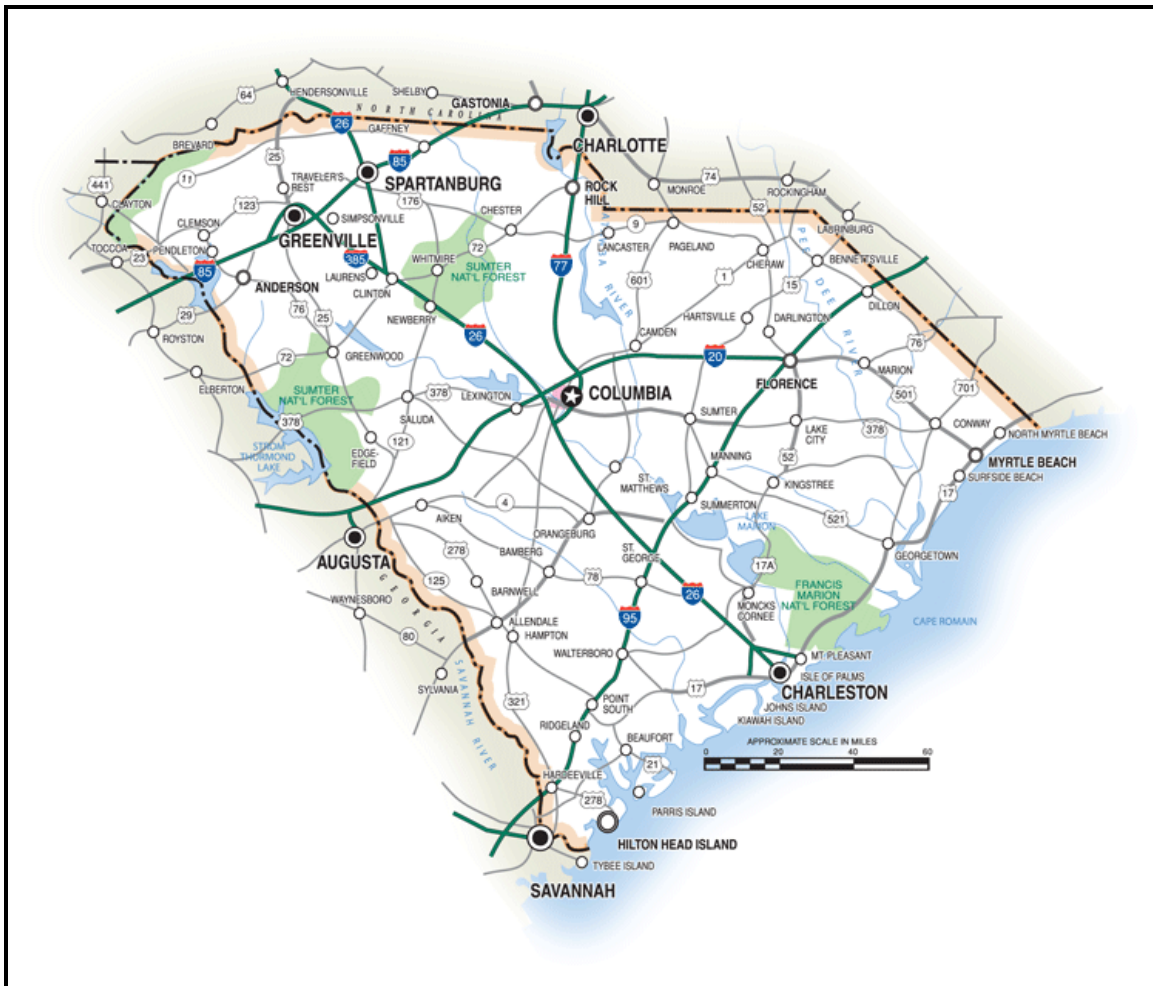 64
HENDERSONVILLE
SHELBY
GASTONIA
NORTH CAROLINA
26
GAFFNEY
CHARLOTTE
BREVARD
25
85
74
441
11
TRAVELER'S
REST
SPARTANBURG
ROCK
HILL
MONROE
ROCKINGHAM
CLAYTON
123
176
52
CLEMSON
SIMPSONVILLE
CHESTER
9
LAURINBURG
TOCCOA
PENDLETON
GREENVILLE
72
LANCASTER
PAGELAND
23
385
WHITMIRE
SUMTER
NAT'L FOREST
77
CATAWBA
RIVER
CHERAW
BENNETTSVILLE
85
LAURENS
CLINTON
601
1
15
PEE DEE
RIVER
ANDERSON
76
25
NEWBERRY
HARTSVILLE
DARLINGTON
DILLON
29
ROYSTON
26
CAMDEN
76
72
GREENWOOD
20
MARION
ELBERTON
FLORENCE
701
SUMTER
NAT'L FOREST
378
LEXINGTON
COLUMBIA
501
SALUDA
378
SUMTER
LAKE
CITY
378
CONWAY
NORTH MYRTLE BEACH
STROM
THURMOND
LAKE
121
EDGE-
FIELD
52
MANNING
MYRTLE BEACH
SURFSIDE BEACH
ST.
MATTHEWS
KINGSTREE
17
4
SUMMERTON
AIKEN
LAKE
MARION
521
ORANGEBURG
AUGUSTA
278
BAMBERG
ST.
GEORGE
GEORGETOWN
GEORGIA
125
78
17A
BARNWELL
26
FRANCIS
MARION
NAT'L FOREST
WAYNESBORO
95
MONCKS
CORNEE
CAPE ROMAIN
80
ALLENDALE
HAMPTON
WALTERBORO
MT PLEASANT
SYLVANIA
SAVANNAH RIVER
17
ISLE OF PALMS
CHARLESTON
321
POINT
SOUTH
JOHNS ISLAND
KIAWAH ISLAND
RIDGELAND
BEAUFORT
APPROXIMATE SCALE IN MILES
0 20 40 60
21
HARDEEVILLE
278
PARRIS ISLAND
HILTON HEAD ISLAND
TYBEE ISLAND
SAVANNAH